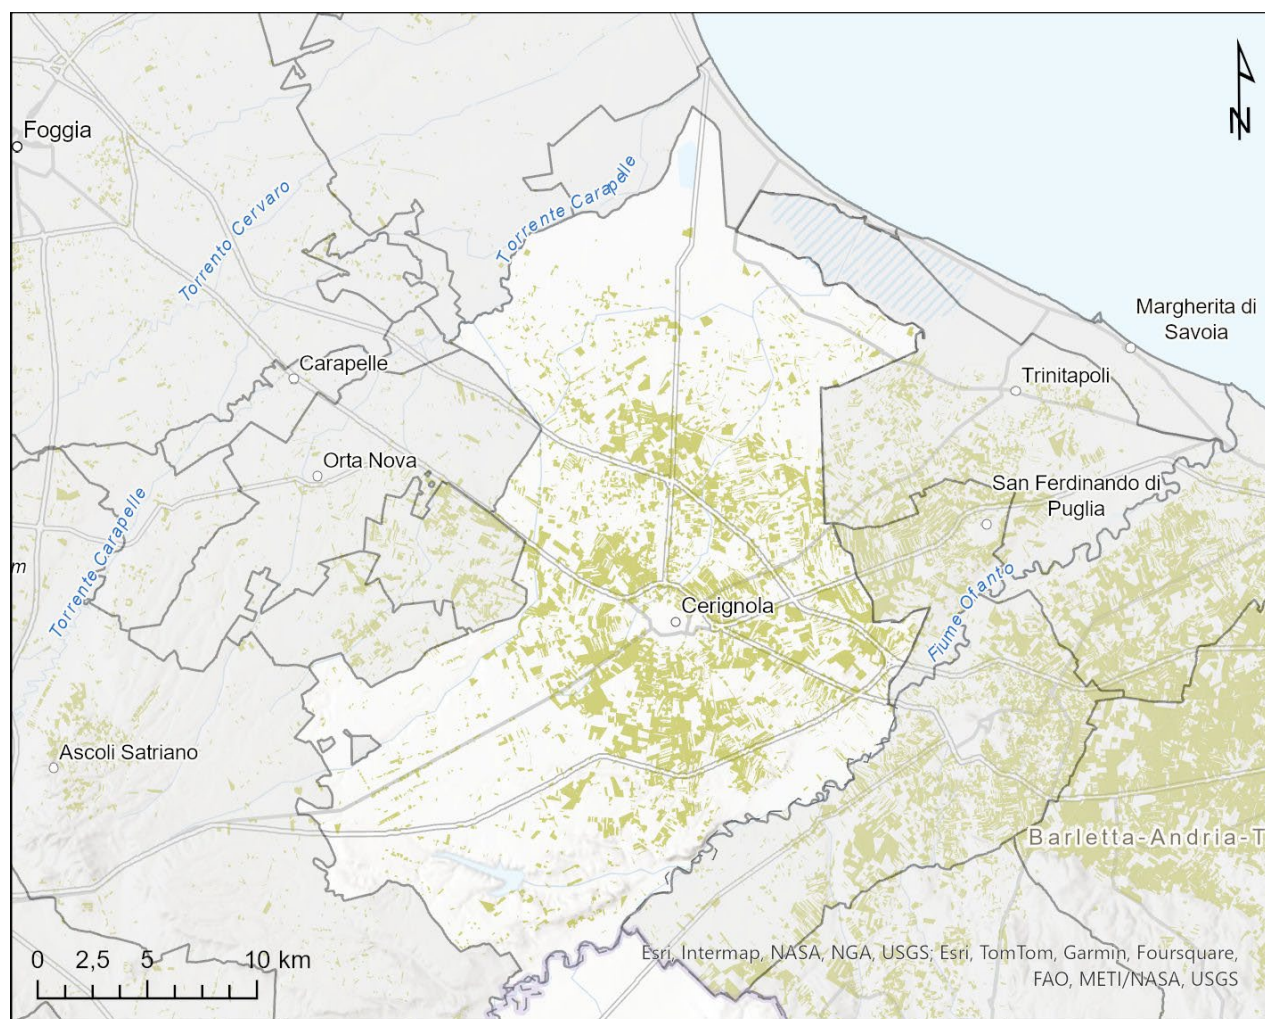 N
Foggia
Torrente Carapelle
Torrento Cervaro
Margherita di
Savoia
Carapelle
Trinitapoli
Orta Nova
San Ferdinando di
Puglia
Torrente Carapelle
m
Fiume Ofanto
Cerignola
Ascoli Satriano
Barletta-Andria-T
Esri, Intermap, NASA, NGA, USGS; Esri, TomTom, Garmin, Foursquare,
FAO, METI/NASA, USGS
0 2,5 5 10 km